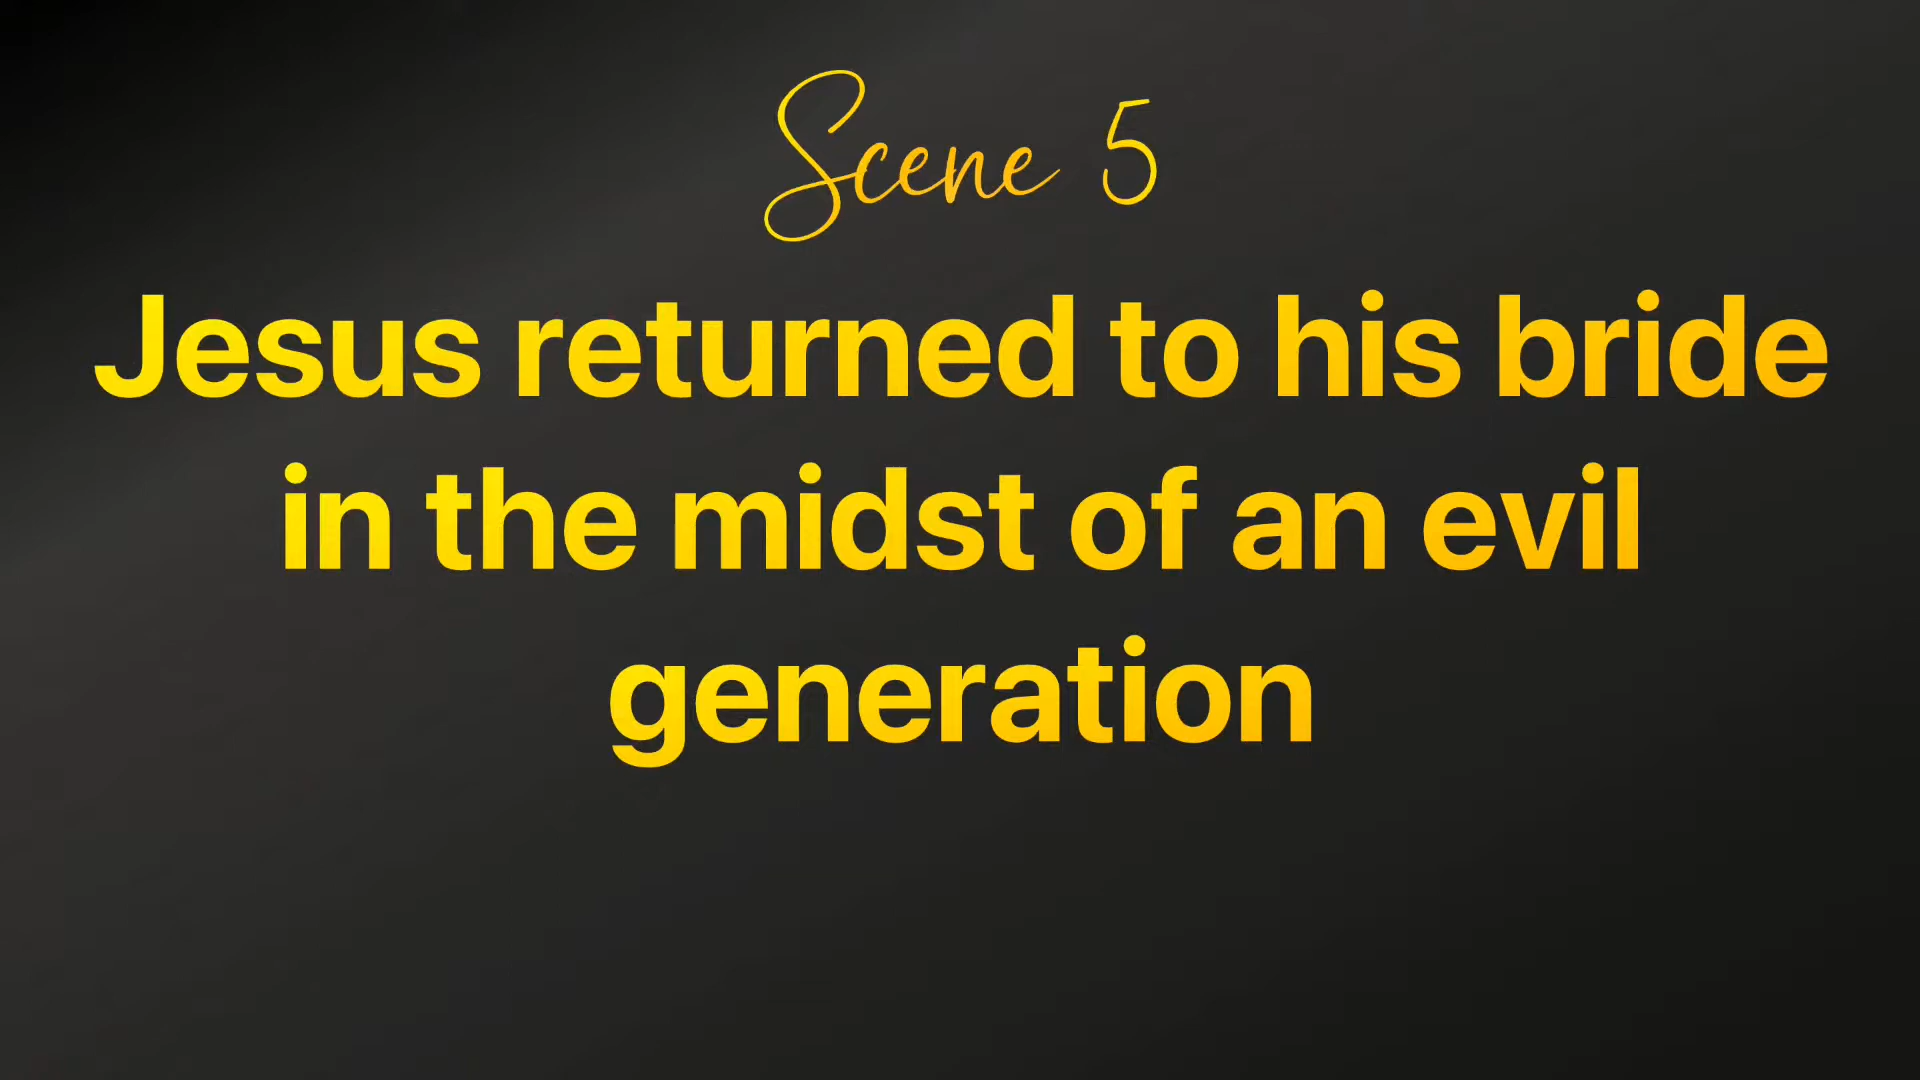 Scene 5
Jesus returned to his bride
in the midst of an evil
generation